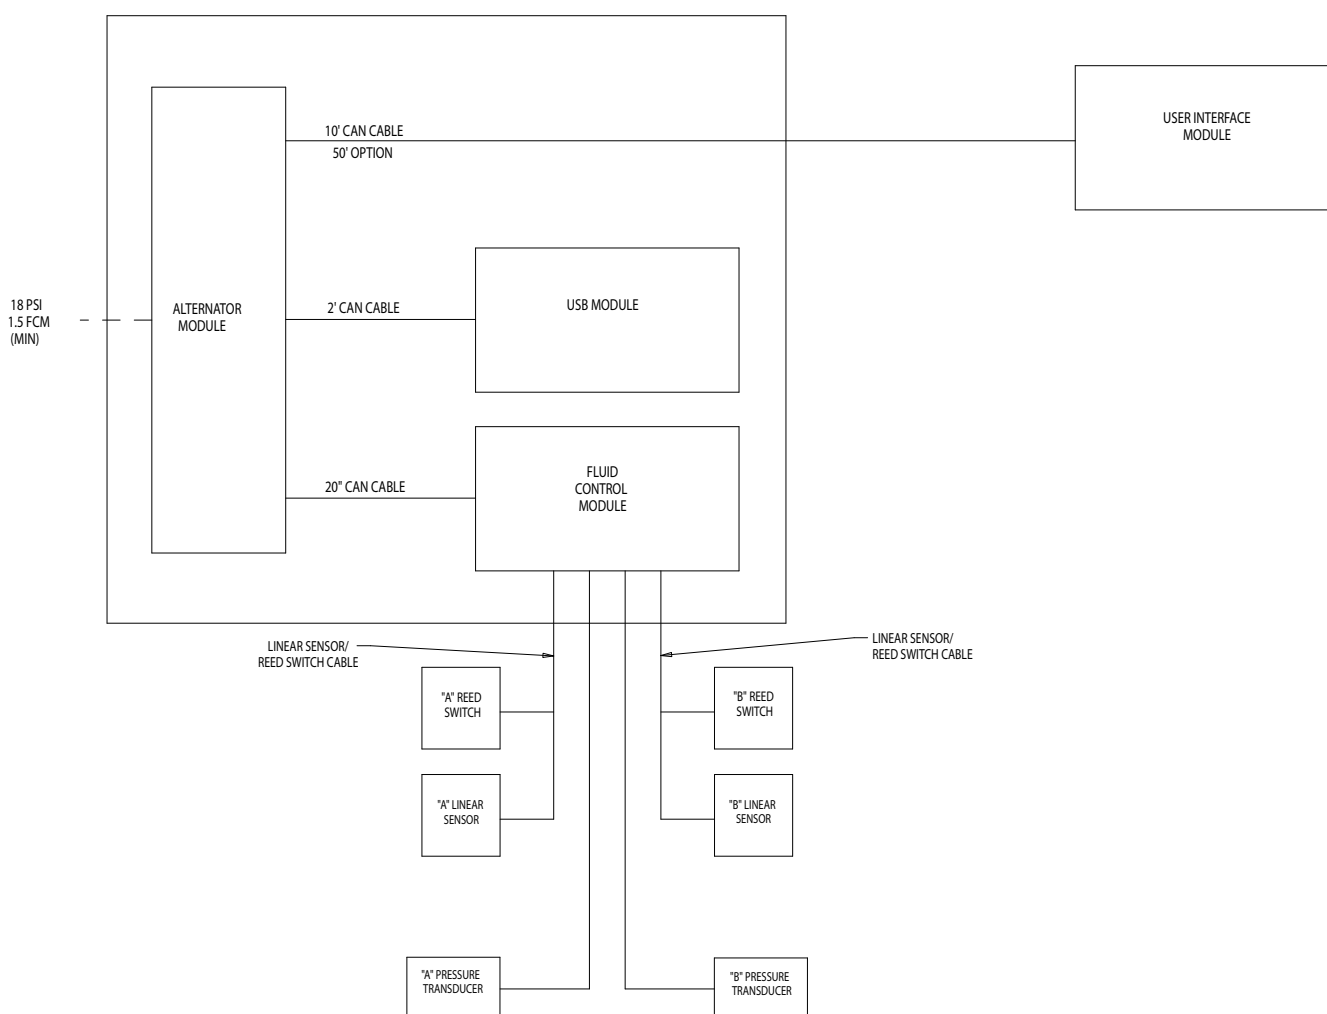 10' CAN CABLE
50' OPTION
USER INTERFACE
MODULE
18 PSI
1.5 FCM
(MIN)
ALTERNATOR
MODULE
2' CAN CABLE
USB MODULE
20" CAN CABLE
FLUID
CONTROL
MODULE
LINEAR SENSOR/
REED SWITCH CABLE
LINEAR SENSOR/
REED SWITCH CABLE
"A" REED
SWITCH
"B" REED
SWITCH
"A" LINEAR
SENSOR
"B" LINEAR
SENSOR
"A" PRESSURE
TRANSDUCER
"B" PRESSURE
TRANSDUCER